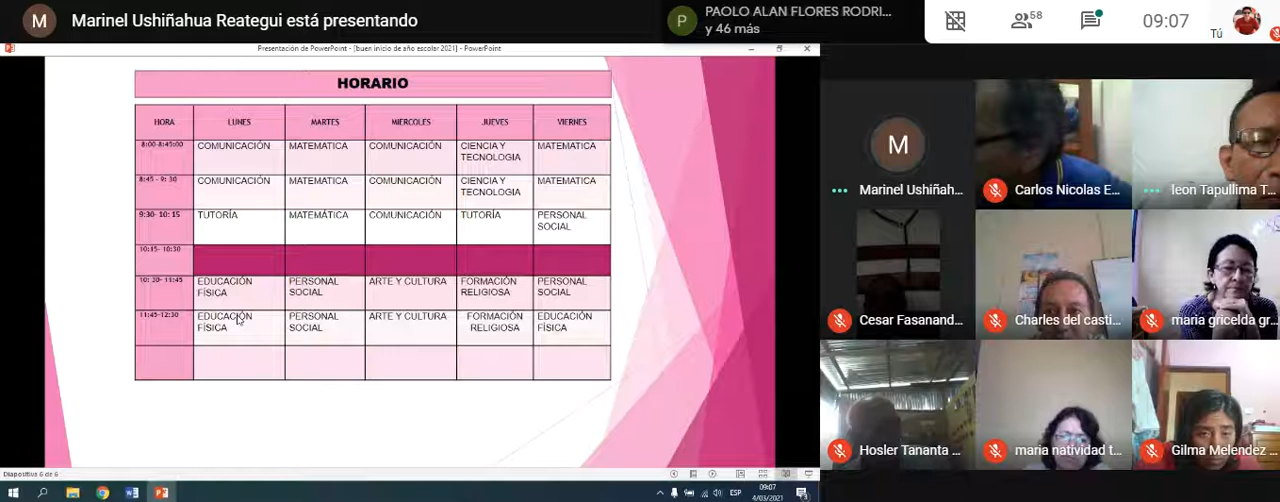 M Marinel Ushiñahua Reategui está presentando
P PAOLO ALAN FLORES RODRI...
y 46 más
58
09:07
Tú
Presentación de PowerPoint - [buen inicio de año escolar 2021] - PowerPoint
HORARIO
HORA LUNES MARTES MIERCOLES JUEVES VIERNES
8:00-8:45:00 COMUNICACIÓN MATEMATICA COMUNICACIÓN CIENCIA Y TECNOLOGIA MATEMATICA
8:45 - 9: 30 COMUNICACIÓN MATEMATICA COMUNICACIÓN CIENCIA Y TECNOLOGIA MATEMATICA
9:30- 10: 15 TUTORÍA MATEMÁTICA COMUNICACIÓN TUTORÍA PERSONAL SOCIAL
10:15- 10:30
10: 30- 11:45 EDUCACIÓN FÍSICA PERSONAL SOCIAL ARTE Y CULTURA FORMACIÓN RELIGIOSA PERSONAL SOCIAL
11:45-12:30 EDUCACIÓN FÍSICA PERSONAL SOCIAL ARTE Y CULTURA FORMACIÓN RELIGIOSA EDUCACIÓN FÍSICA
M
Marinel Ushiñah... Carlos Nicolas E... leon Tapullima T...
Cesar Fasanand... Charles del casti... maria gricelda gr...
Hosler Tananta ... maria natividad t... Gilma Melendez ...
Diapositiva 6 de 6
ESP
09:07
4/03/2021